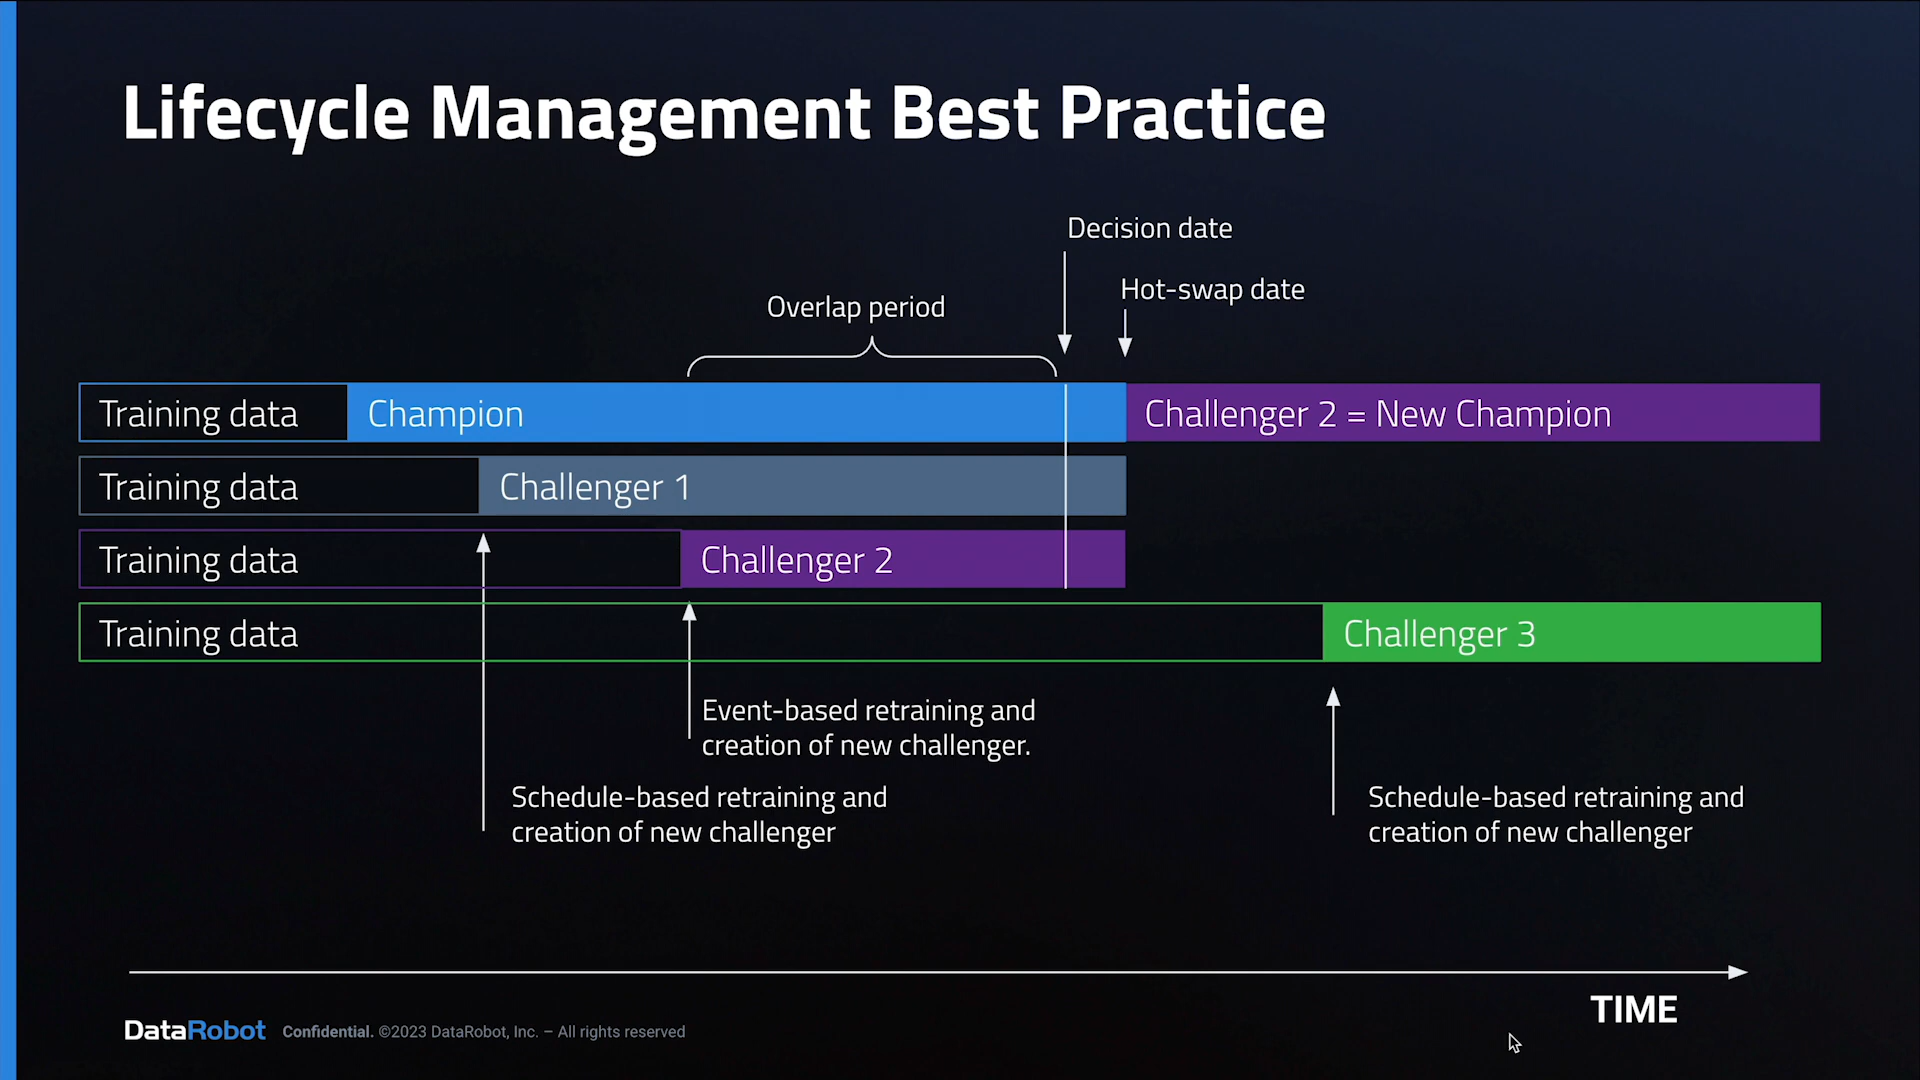 Lifecycle Management Best Practice
Decision date
Hot-swap date
Overlap period
Training data
Champion
Challenger 2 = New Champion
Training data
Challenger 1
Training data
Challenger 2
Training data
Challenger 3
Event-based retraining and
creation of new challenger.
Schedule-based retraining and
creation of new challenger
Schedule-based retraining and
creation of new challenger
TIME
DataRobot Confidential. ©2023 DataRobot, Inc. – All rights reserved